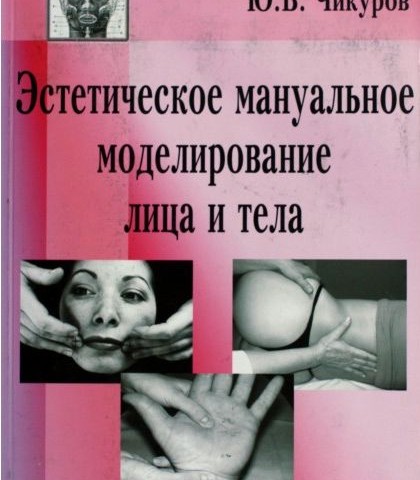 Ю.В. Чикуров
Эстетическое мануальное
моделирование
лица и тела